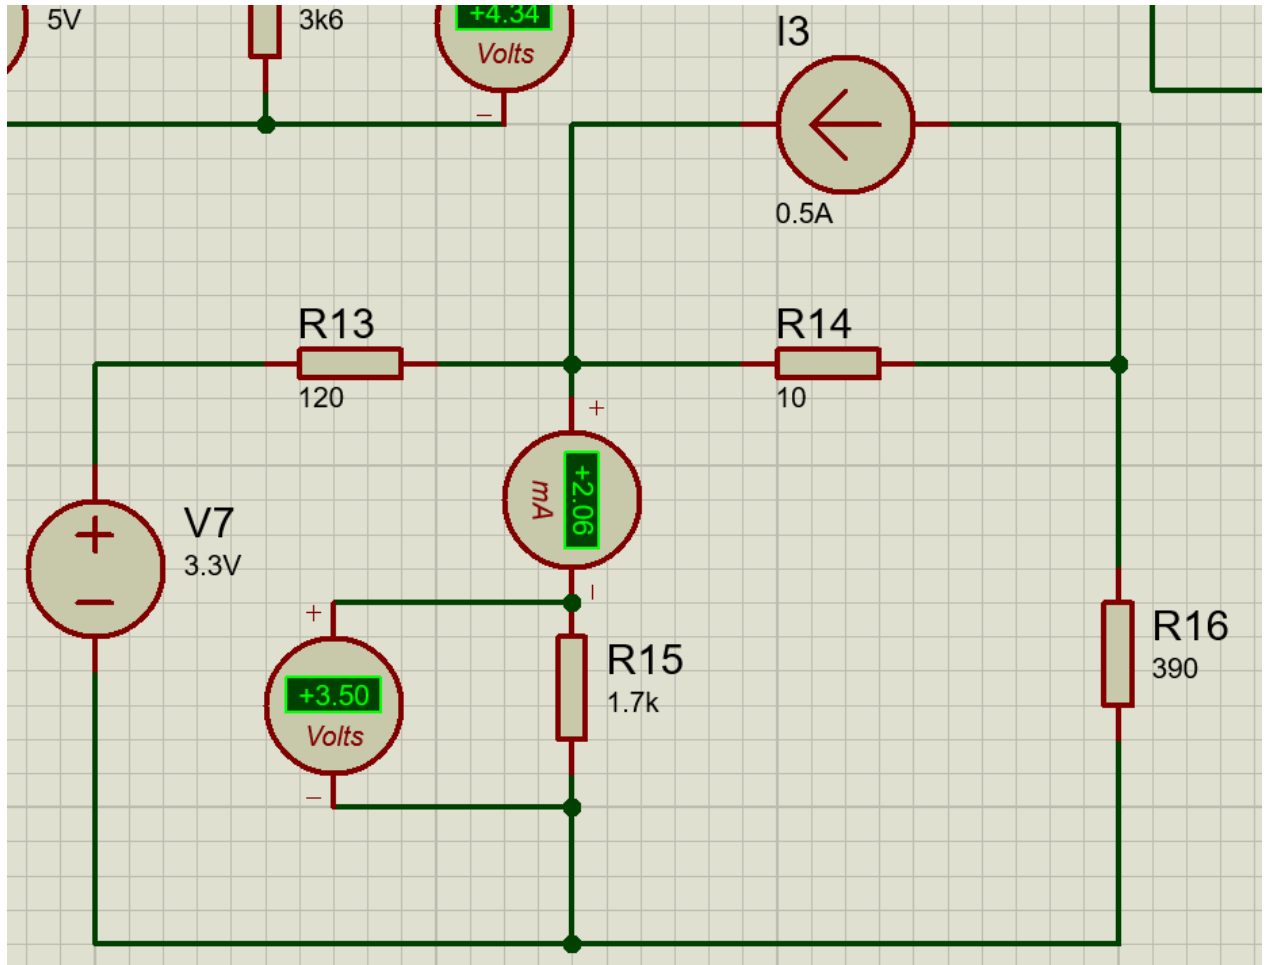 5V
3k6
+4.34
Volts
I3
0.5A
R13
120
R14
10
+
+2.06
mA
V7
3.3V
+
+3.50
Volts
R15
1.7k
R16
390